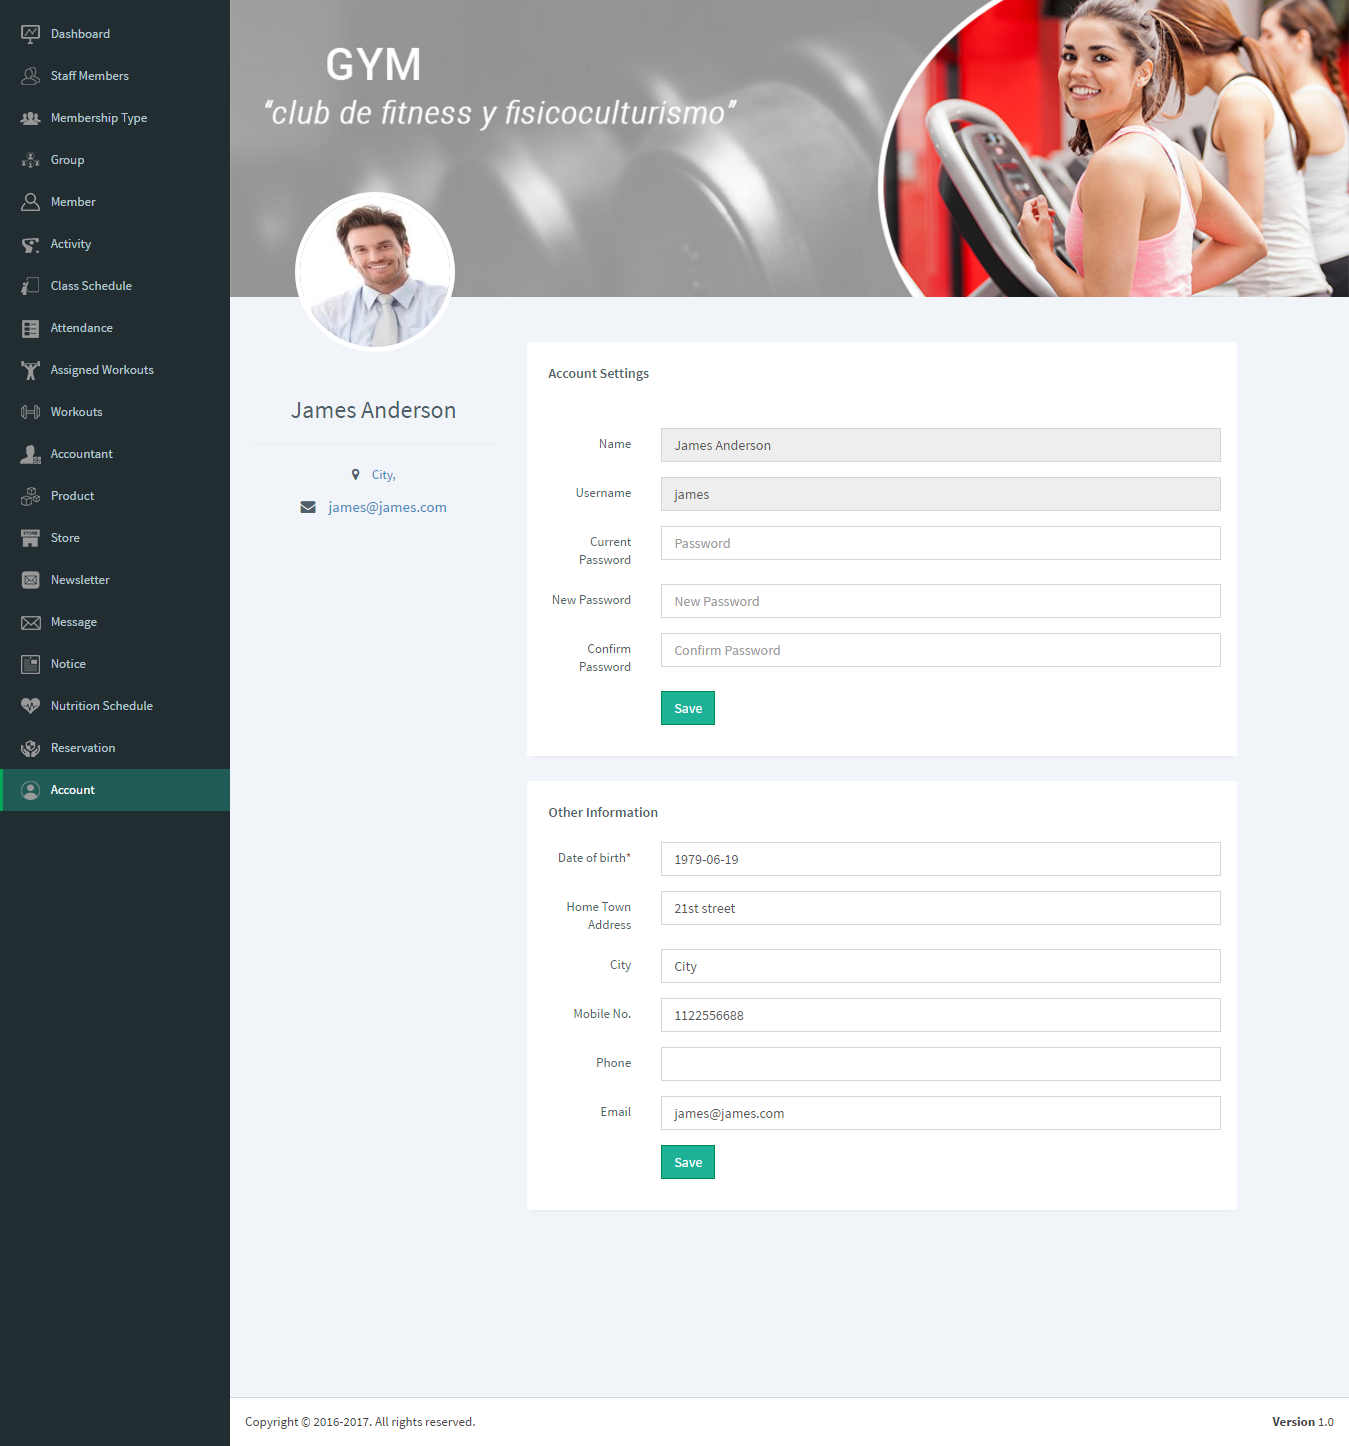 Dashboard
Staff Members
Membership Type
Group
Member
Activity
Class Schedule
Attendance
Assigned Workouts
Workouts
Accountant
Product
STORE
Store
Newsletter
Message
Notice
Nutrition Schedule
Reservation
Account
GYM
“club de fitness y fisicoculturismo”
James Anderson
City,
james@james.com
Account Settings
Name
James Anderson
Username
james
Current
Password
Password
New Password
New Password
Confirm
Password
Confirm Password
Save
Other Information
Date of birth*
1979-06-19
Home Town
Address
21st street
City
City
Mobile No.
1122556688
Phone
Email
james@james.com
Save
Copyright © 2016-2017. All rights reserved.
Version 1.0